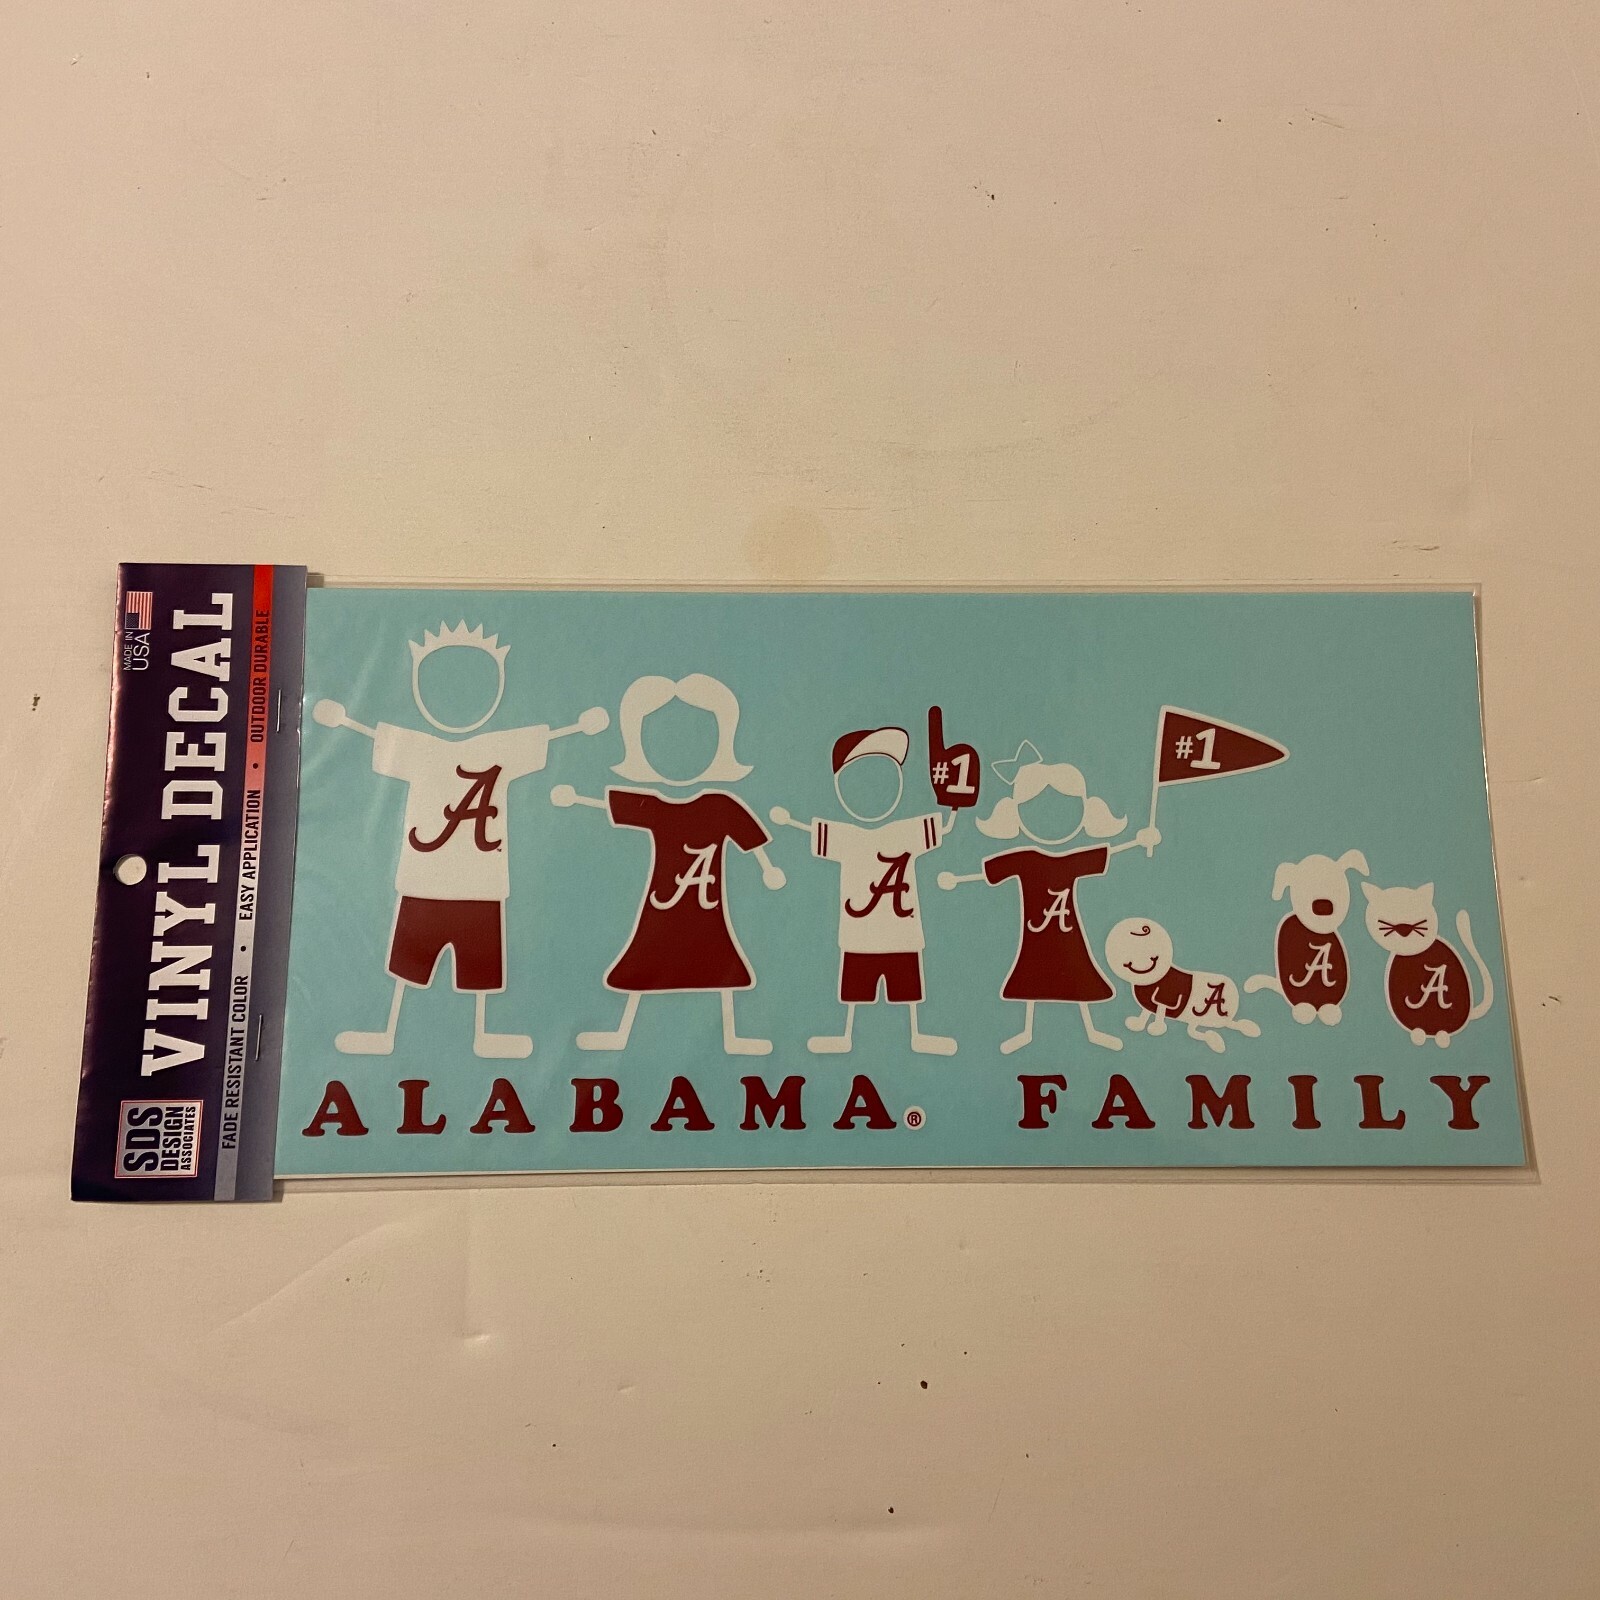 MADE IN
USA
VINYL DECAL
SDS
DESIGN
ASSOCIATES
FADE RESISTANT COLOR • EASY APPLICATION • OUTDOOR DURABLE
A
A
A
#1
A
#1
A
A
A
ALABAMA® FAMILY